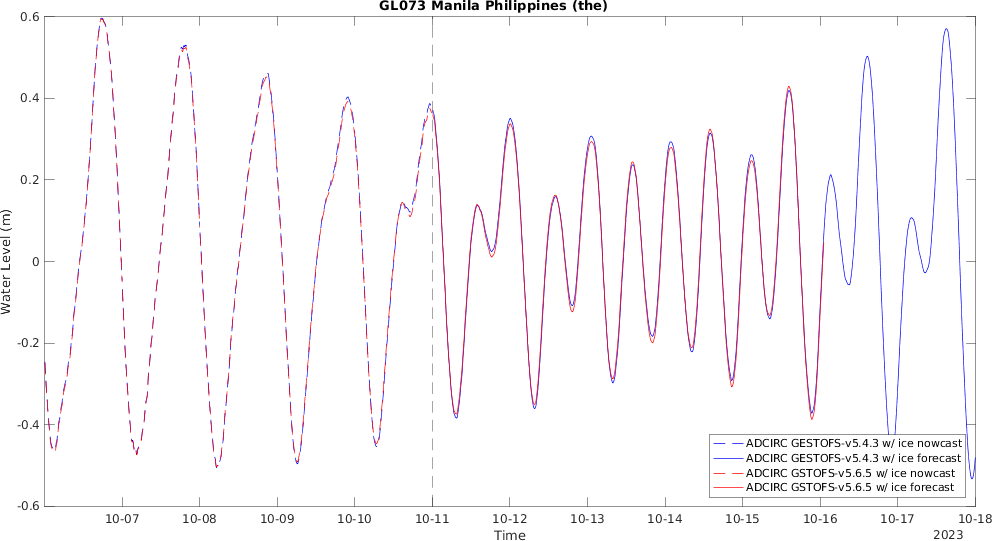 GL073 Manila Philippines (the)
0.6
0.4
0.2
0
-0.2
-0.4
-0.6
Water Level (m)
ADCIRC GESTOFS-v5.4.3 w/ ice nowcast
ADCIRC GESTOFS-v5.4.3 w/ ice forecast
ADCIRC GSTOFS-v5.6.5 w/ ice nowcast
ADCIRC GSTOFS-v5.6.5 w/ ice forecast
10-07 10-08 10-09 10-10 10-11 10-12 10-13 10-14 10-15 10-16 10-17 10-18
Time
2023